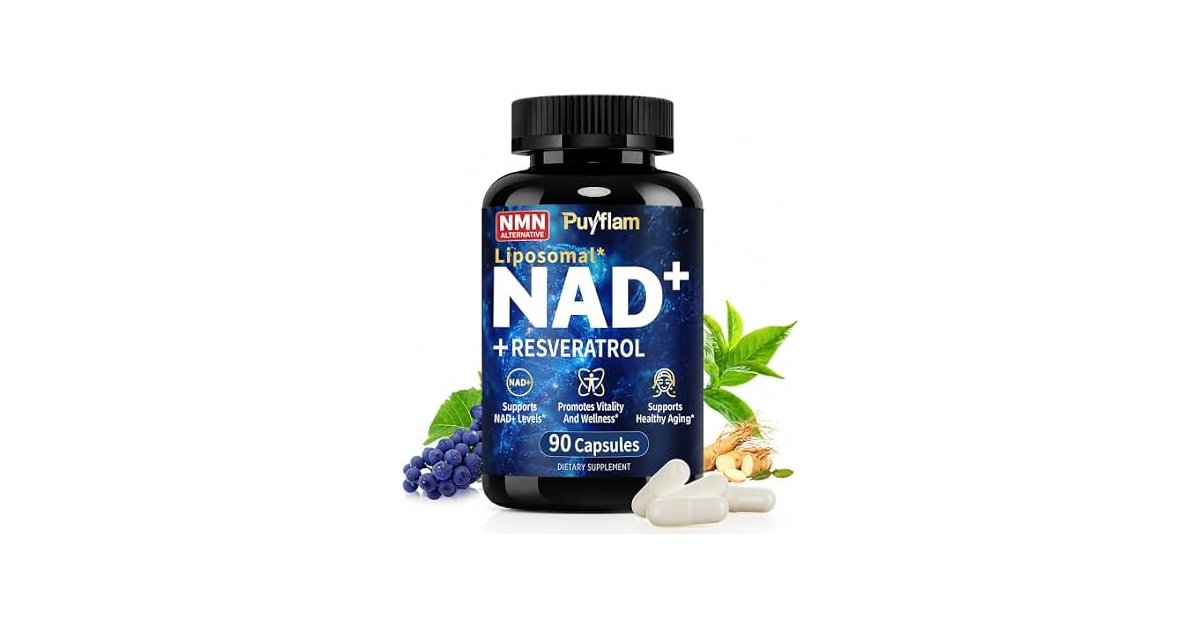 NMN
ALTERNATIVE
Puyflam
Liposomal*
NAD+
+RESVERATROL
NAD+
Supports
NAD+ Levels*
Promotes Vitality
And Wellness*
Supports
Healthy Aging*
90 Capsules
DIETARY SUPPLEMENT